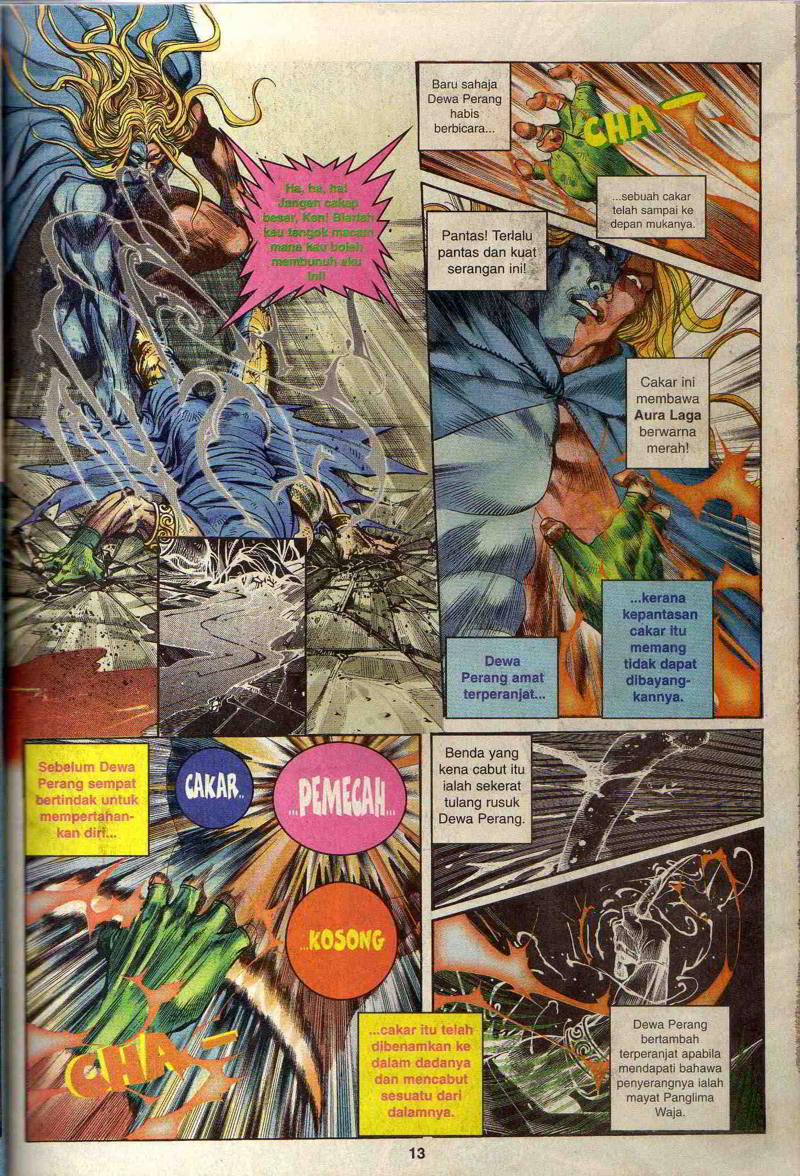 Ha, ha, ha!
Jangan cakap
besar, Ken! Biarlah
kau tengok macam
mana kau boleh
membunuh aku
ini!
Baru sahaja
Dewa Perang
habis
berbicara...
CHA —
...sebuah cakar
telah sampai ke
depan mukanya.
Pantas! Terlalu
pantas dan kuat
serangan ini!
Cakar ini
membawa
Aura Laga
berwarna
merah!
Dewa
Perang amat
terperanjat...
...kerana
kepantasan
cakar itu
memang
tidak dapat
dibayang-
kannya.
Sebelum Dewa
Perang sempat
bertindak untuk
mempertahan-
kan diri...
CAKAR..
...PEMECAH...
...KOSONG
CHA —
...cakar itu telah
dibenamkan ke
dalam dadanya
dan mencabut
sesuatu dari
dalamnya.
Benda yang
kena cabut itu
ialah sekerat
tulang rusuk
Dewa Perang.
Dewa Perang
bertambah
terperanjat apabila
mendapati bahawa
penyerangnya ialah
mayat Panglima
Waja.
13